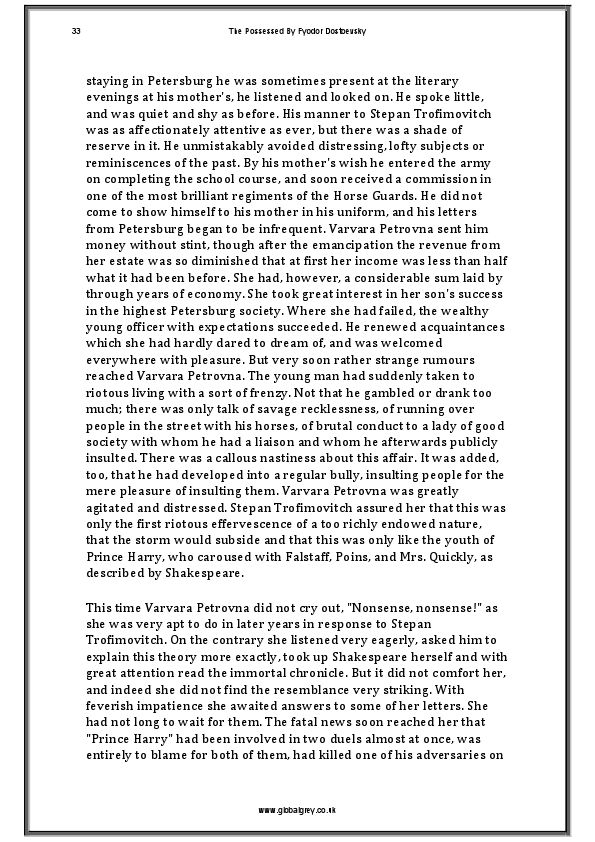 33 The Possessed By Fyodor Dostoevsky
staying in Petersburg he was sometimes present at the literary
evenings at his mother's, he listened and looked on. He spoke little,
and was quiet and shy as before. His manner to Stepan Trofimovitch
was as affectionately attentive as ever, but there was a shade of
reserve in it. He unmistakably avoided distressing, lofty subjects or
reminiscences of the past. By his mother's wish he entered the army
on completing the school course, and soon received a commission in
one of the most brilliant regiments of the Horse Guards. He did not
come to show himself to his mother in his uniform, and his letters
from Petersburg began to be infrequent. Varvara Petrovna sent him
money without stint, though after the emancipation the revenue from
her estate was so diminished that at first her income was less than half
what it had been before. She had, however, a considerable sum laid by
through years of economy. She took great interest in her son's success
in the highest Petersburg society. Where she had failed, the wealthy
young officer with expectations succeeded. He renewed acquaintances
which she had hardly dared to dream of, and was welcomed
everywhere with pleasure. But very soon rather strange rumours
reached Varvara Petrovna. The young man had suddenly taken to
riotous living with a sort of frenzy. Not that he gambled or drank too
much; there was only talk of savage recklessness, of running over
people in the street with his horses, of brutal conduct to a lady of good
society with whom he had a liaison and whom he afterwards publicly
insulted. There was a callous nastiness about this affair. It was added,
too, that he had developed into a regular bully, insulting people for the
mere pleasure of insulting them. Varvara Petrovna was greatly
agitated and distressed. Stepan Trofimovitch assured her that this was
only the first riotous effervescence of a too richly endowed nature,
that the storm would subside and that this was only like the youth of
Prince Harry, who caroused with Falstaff, Poins, and Mrs. Quickly, as
described by Shakespeare.
This time Varvara Petrovna did not cry out, "Nonsense, nonsense!" as
she was very apt to do in later years in response to Stepan
Trofimovitch. On the contrary she listened very eagerly, asked him to
explain this theory more exactly, took up Shakespeare herself and with
great attention read the immortal chronicle. But it did not comfort her,
and indeed she did not find the resemblance very striking. With
feverish impatience she awaited answers to some of her letters. She
had not long to wait for them. The fatal news soon reached her that
"Prince Harry" had been involved in two duels almost at once, was
entirely to blame for both of them, had killed one of his adversaries on
www.globalgrey.co.uk